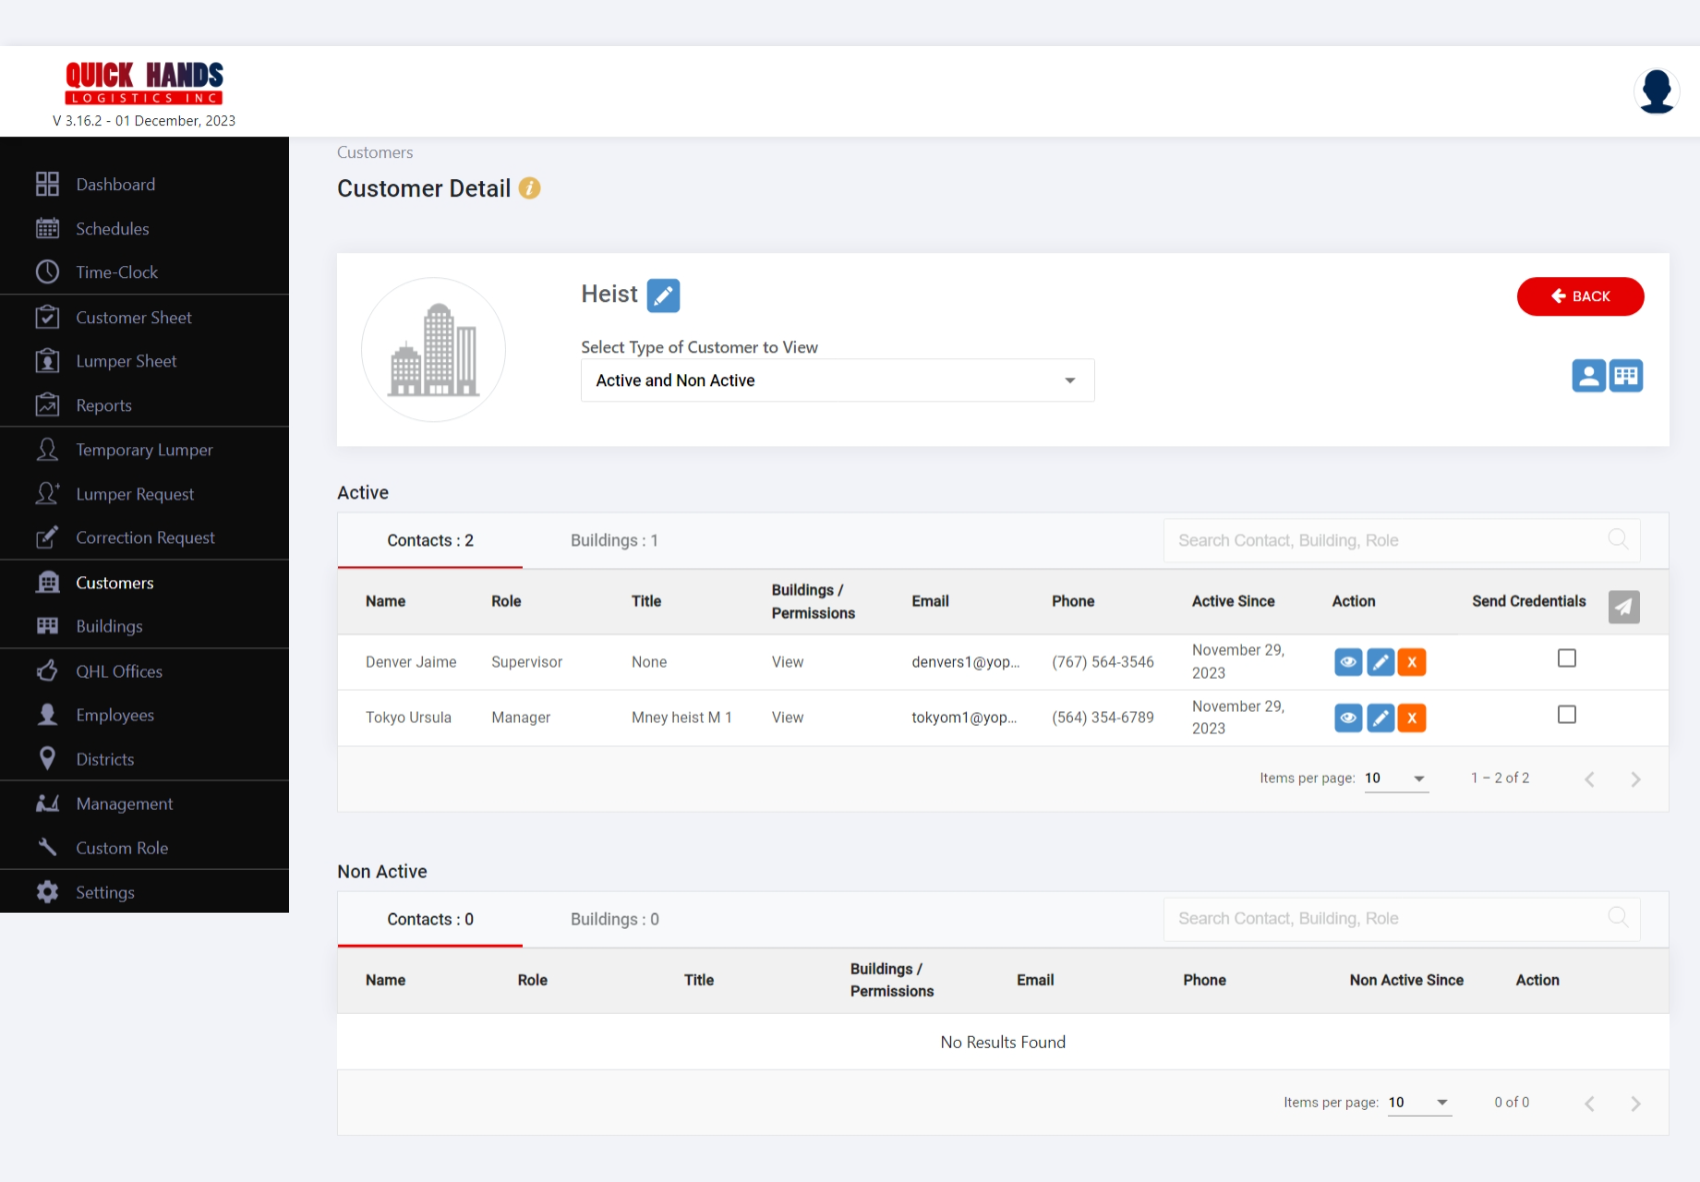 QUICK HANDS
LOGISTICS INC
V 3.16.2 - 01 December, 2023
Dashboard
Schedules
Time-Clock
Customer Sheet
Lumper Sheet
Reports
Temporary Lumper
Lumper Request
Correction Request
Customers
Buildings
QHL Offices
Employees
Districts
Management
Custom Role
Settings
Customers
Customer Detail i
Heist
BACK
Select Type of Customer to View
Active and Non Active
Active
Contacts : 2 Buildings : 1 Search Contact, Building, Role
Name Role Title Buildings / Permissions Email Phone Active Since Action Send Credentials
Denver Jaime Supervisor None View denvers1@yop... (767) 564-3546 November 29, 2023 X
Tokyo Ursula Manager Mney heist M 1 View tokyom1@yop... (564) 354-6789 November 29, 2023 X
Items per page: 10 1 – 2 of 2
Non Active
Contacts : 0 Buildings : 0 Search Contact, Building, Role
Name Role Title Buildings / Permissions Email Phone Non Active Since Action
No Results Found
Items per page: 10 0 of 0